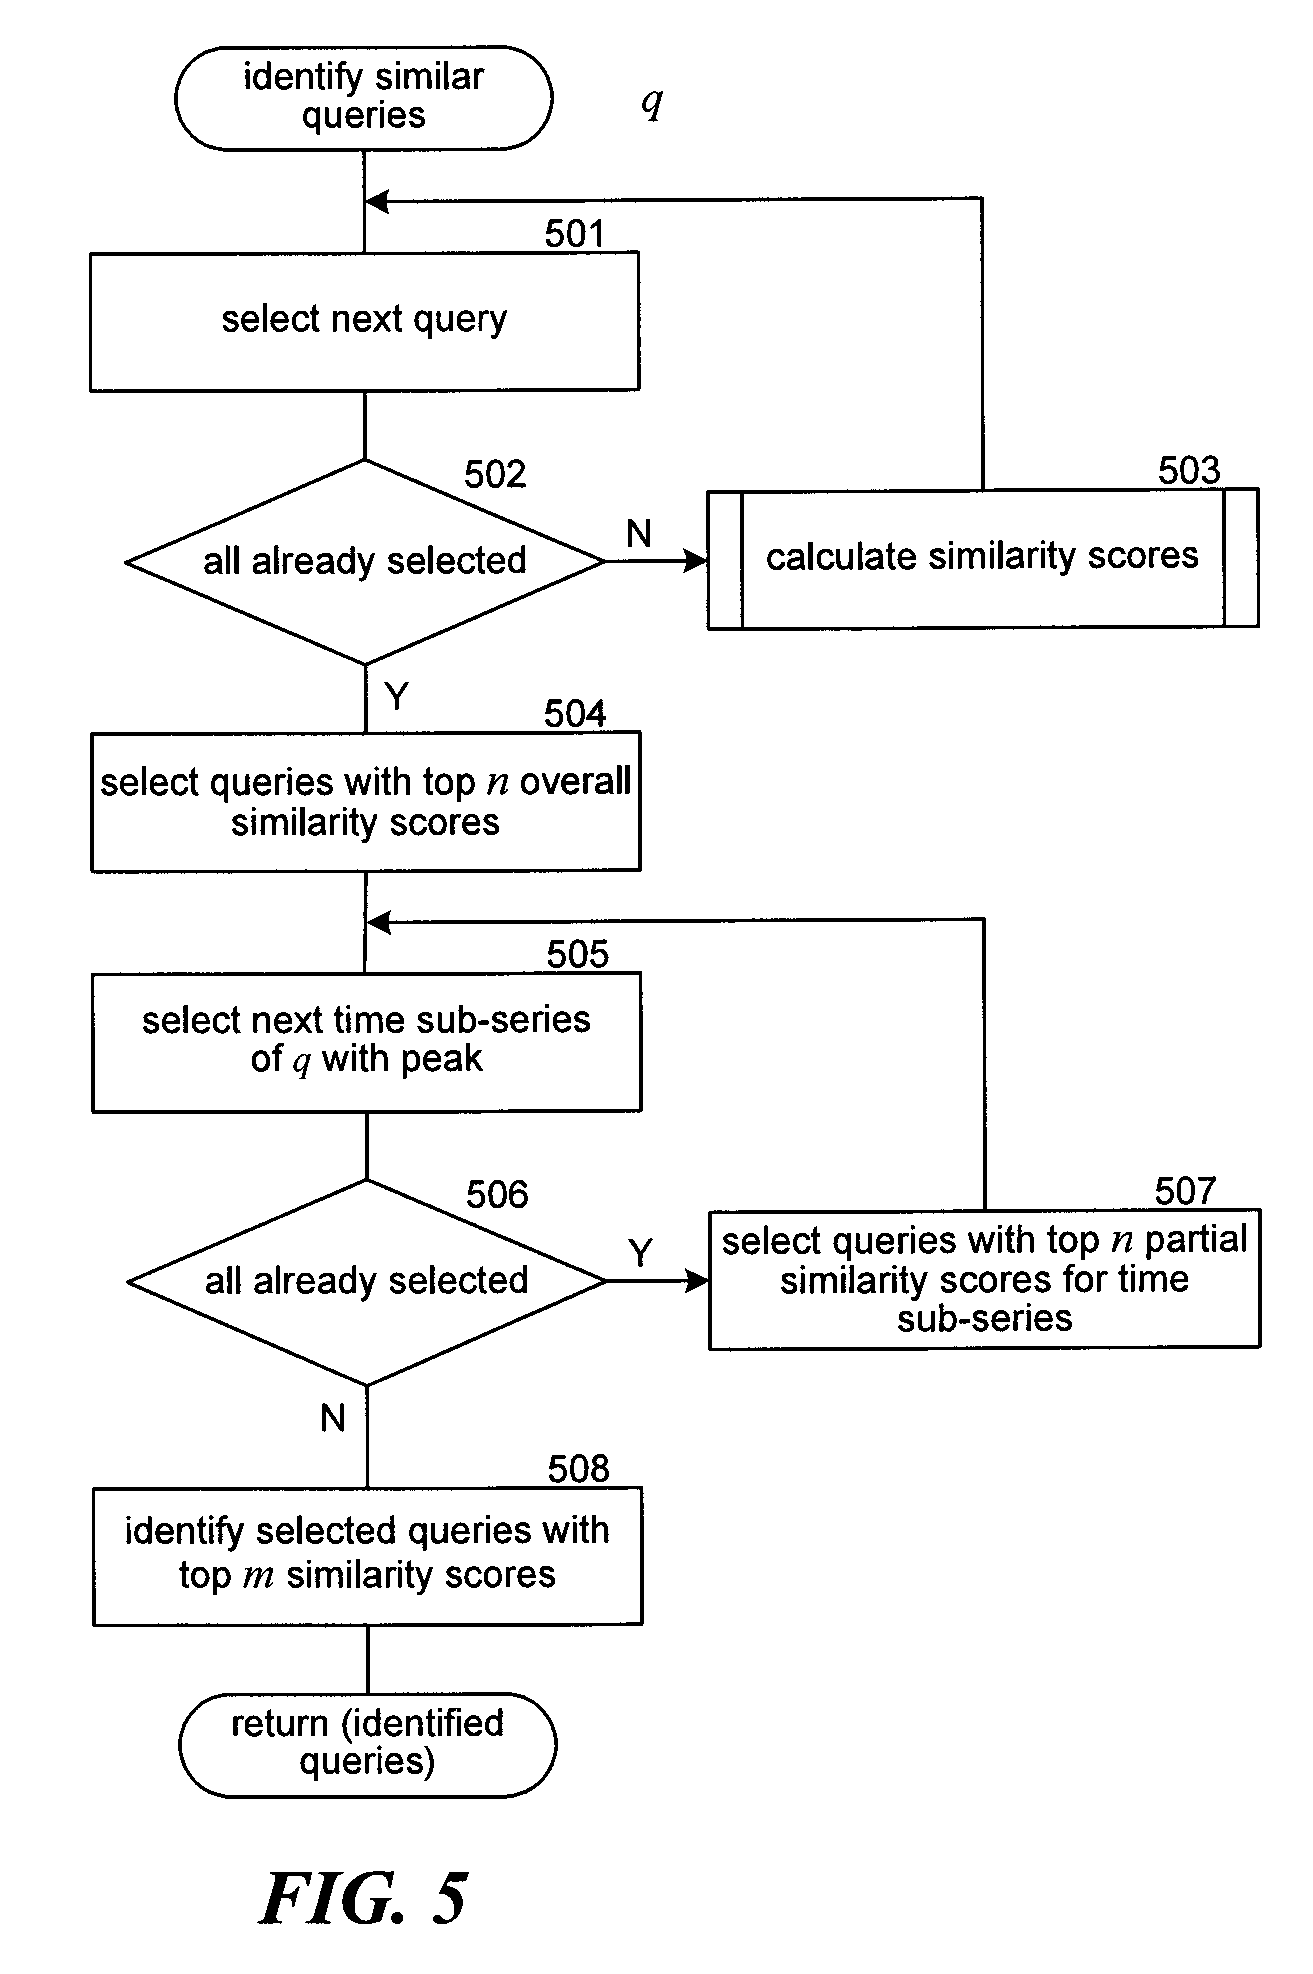 identify similar
queries
q
501
select next query
502
all already selected
N
503
calculate similarity scores
Y
504
select queries with top n overall
similarity scores
505
select next time sub-series
of q with peak
506
all already selected
Y
507
select queries with top n partial
similarity scores for time
sub-series
N
508
identify selected queries with
top m similarity scores
return (identified
queries)
FIG. 5